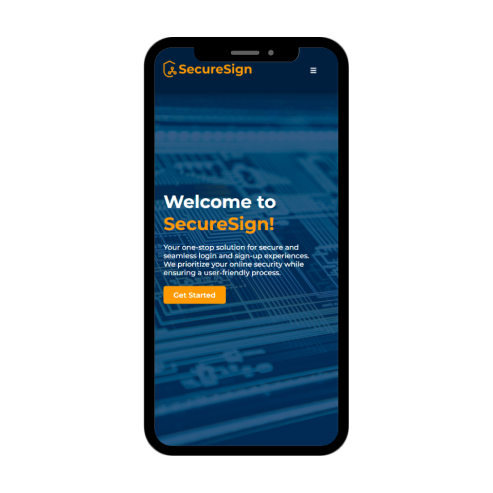 SecureSign
Welcome to
SecureSign!
Your one-stop solution for secure and
seamless login and sign-up experiences.
We prioritize your online security while
ensuring a user-friendly process.
Get Started